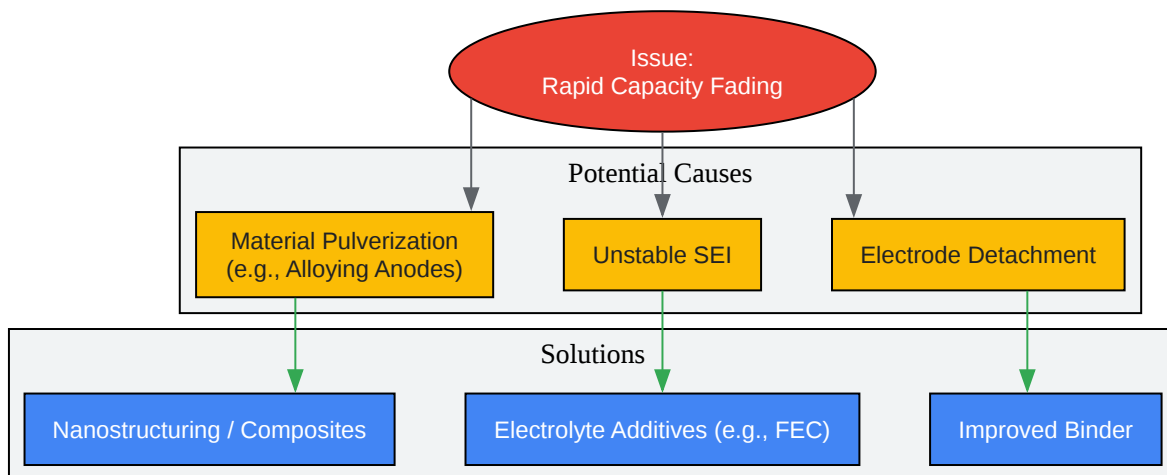 Issue:
Rapid Capacity Fading
Potential Causes
Material Pulverization
(e.g., Alloying Anodes)
Unstable SEI
Electrode Detachment
Solutions
Nanostructuring / Composites
Electrolyte Additives (e.g., FEC)
Improved Binder